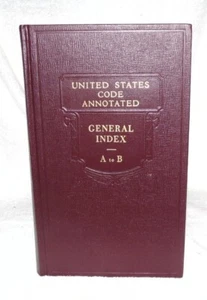 UNITED STATES
CODE
ANNOTATED
GENERAL
INDEX
A to B